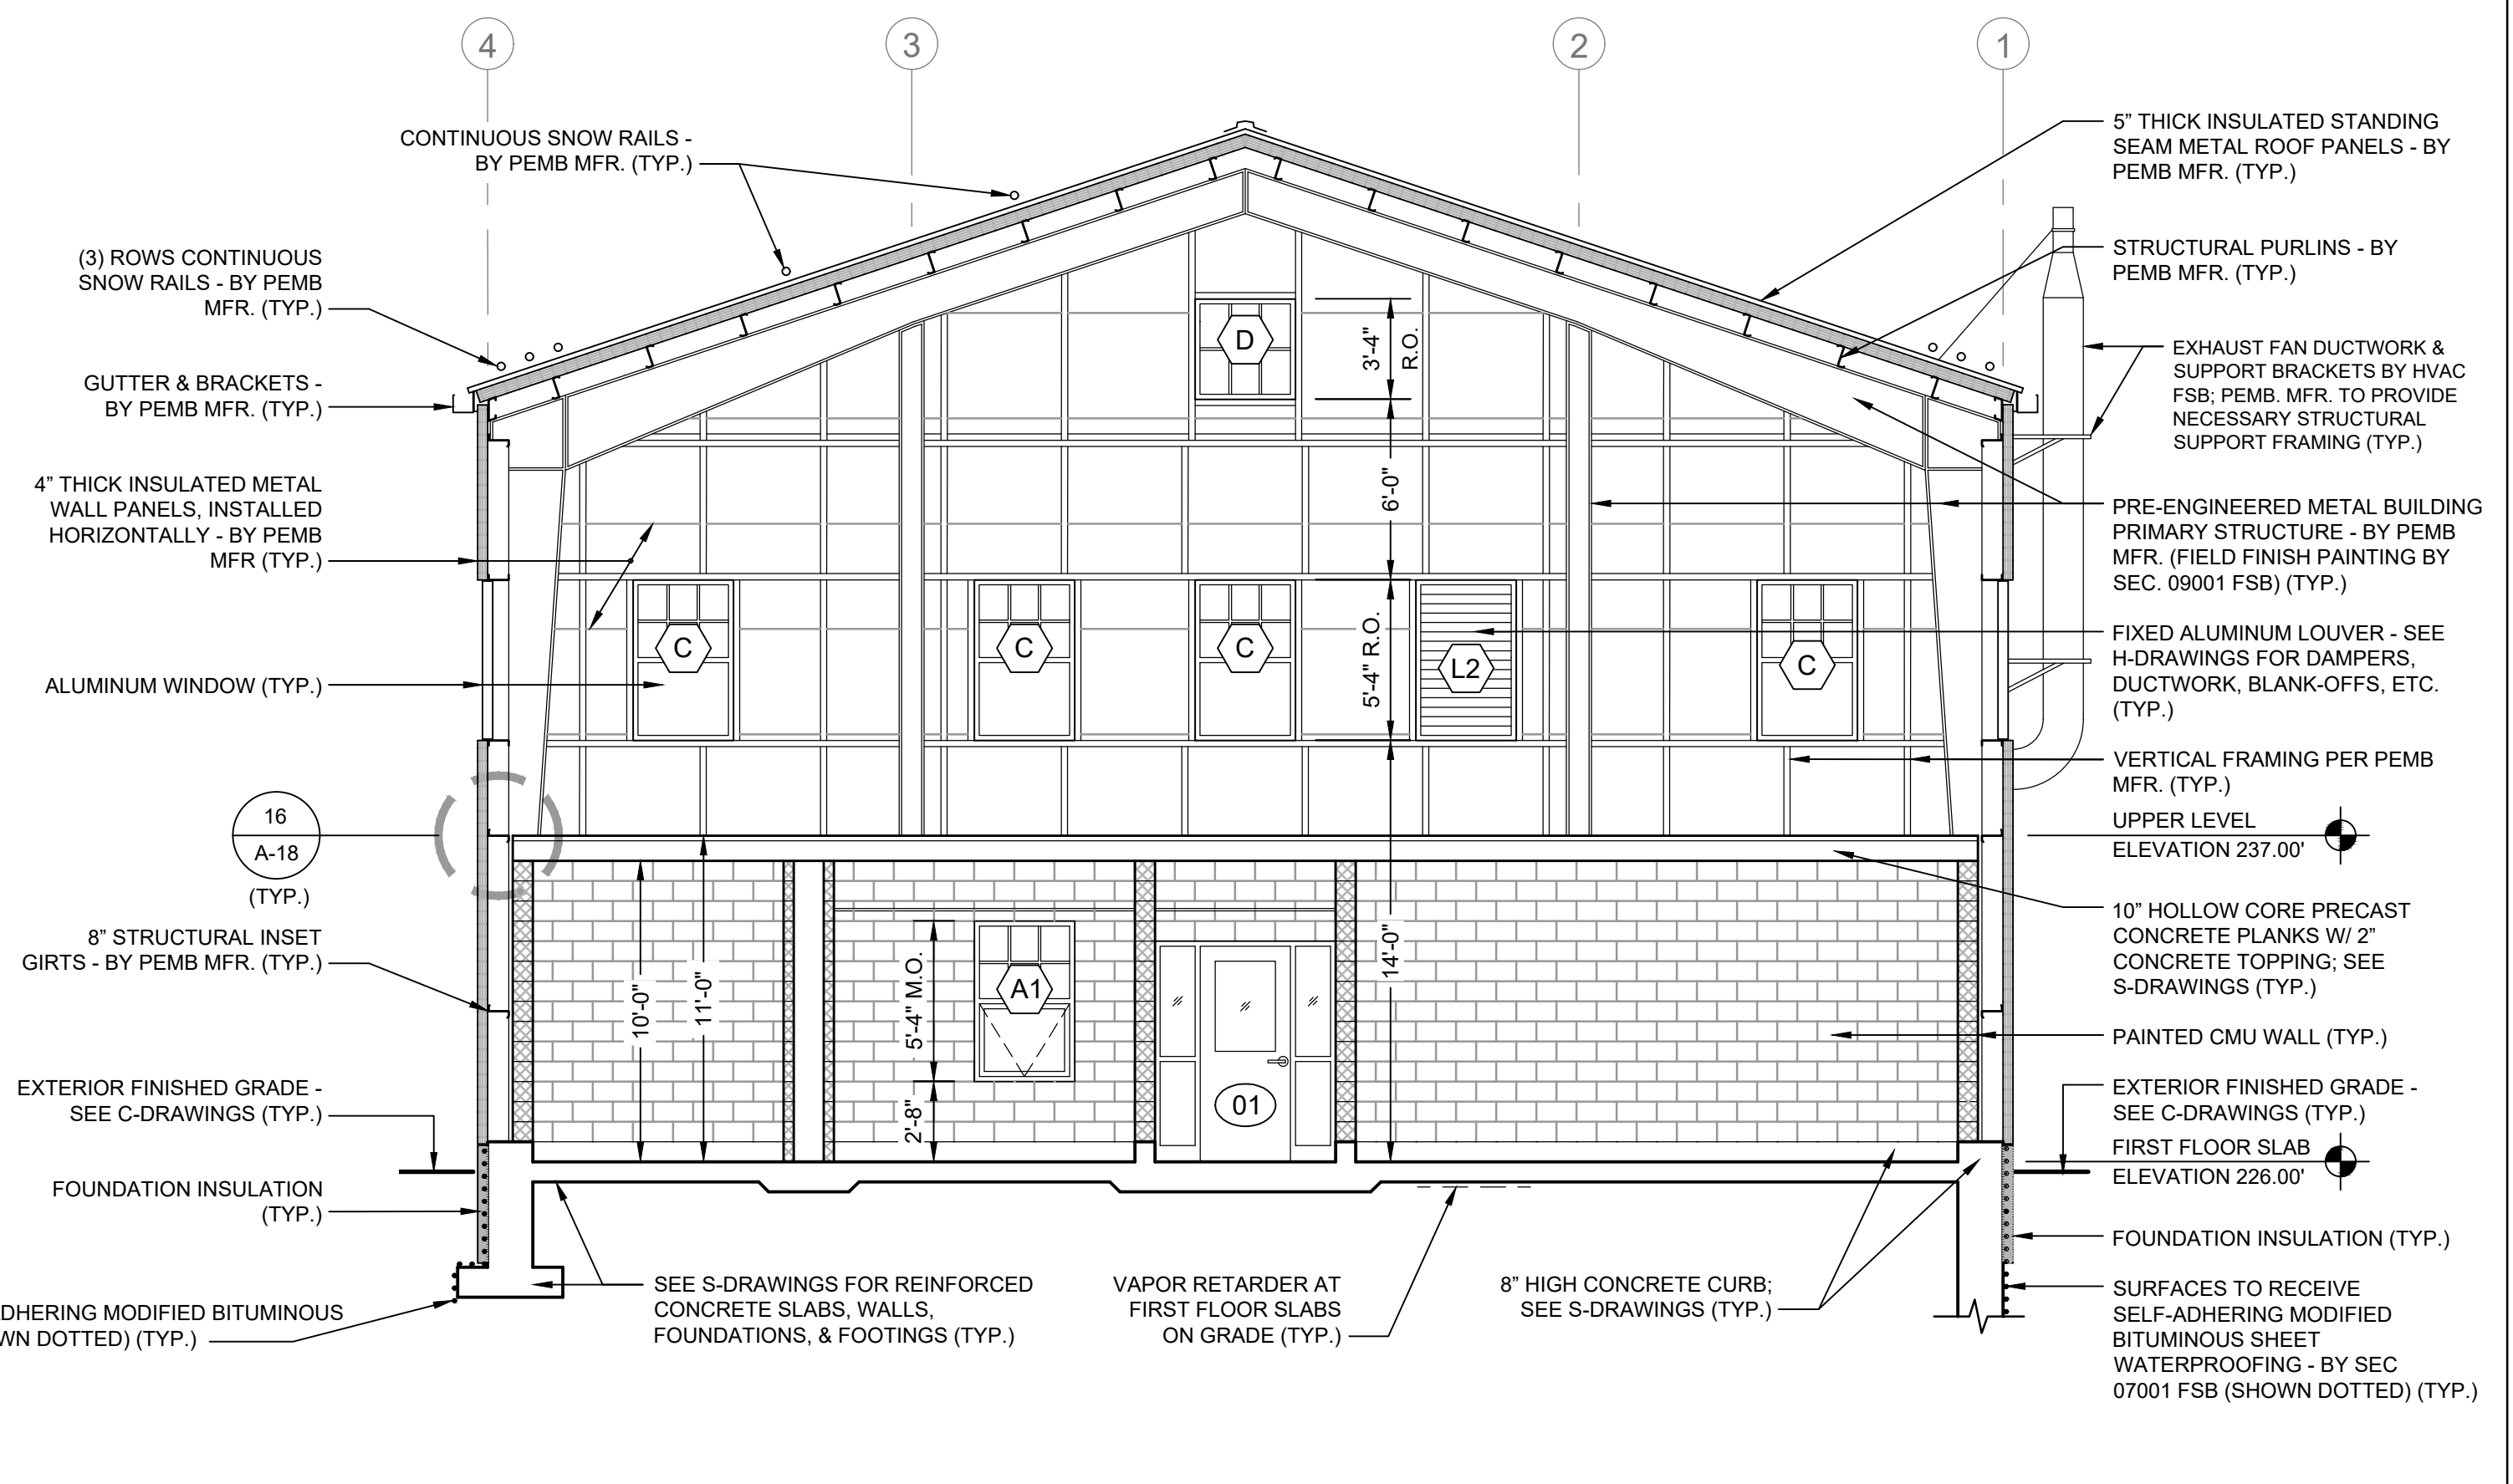 4
3
2
1
CONTINUOUS SNOW RAILS -
BY PEMB MFR. (TYP.)
(3) ROWS CONTINUOUS
SNOW RAILS - BY PEMB
MFR. (TYP.)
GUTTER & BRACKETS -
BY PEMB MFR. (TYP.)
4” THICK INSULATED METAL
WALL PANELS, INSTALLED
HORIZONTALLY - BY PEMB
MFR (TYP.)
ALUMINUM WINDOW (TYP.)
16
A-18
(TYP.)
8” STRUCTURAL INSET
GIRTS - BY PEMB MFR. (TYP.)
EXTERIOR FINISHED GRADE -
SEE C-DRAWINGS (TYP.)
FOUNDATION INSULATION
(TYP.)
DHERING MODIFIED BITUMINOUS
WN DOTTED) (TYP.)
D
3'-4"
R.O.
6'-0"
C
C
C
5'-4" R.O.
L2
C
14'-0"
10'-0"
11'-0"
5'-4" M.O.
2'-8"
A1
01
SEE S-DRAWINGS FOR REINFORCED
CONCRETE SLABS, WALLS,
FOUNDATIONS, & FOOTINGS (TYP.)
VAPOR RETARDER AT
FIRST FLOOR SLABS
ON GRADE (TYP.)
8” HIGH CONCRETE CURB;
SEE S-DRAWINGS (TYP.)
5” THICK INSULATED STANDING
SEAM METAL ROOF PANELS - BY
PEMB MFR. (TYP.)
STRUCTURAL PURLINS - BY
PEMB MFR. (TYP.)
EXHAUST FAN DUCTWORK &
SUPPORT BRACKETS BY HVAC
FSB; PEMB. MFR. TO PROVIDE
NECESSARY STRUCTURAL
SUPPORT FRAMING (TYP.)
PRE-ENGINEERED METAL BUILDING
PRIMARY STRUCTURE - BY PEMB
MFR. (FIELD FINISH PAINTING BY
SEC. 09001 FSB) (TYP.)
FIXED ALUMINUM LOUVER - SEE
H-DRAWINGS FOR DAMPERS,
DUCTWORK, BLANK-OFFS, ETC.
(TYP.)
VERTICAL FRAMING PER PEMB
MFR. (TYP.)
UPPER LEVEL
ELEVATION 237.00'
10” HOLLOW CORE PRECAST
CONCRETE PLANKS W/ 2”
CONCRETE TOPPING; SEE
S-DRAWINGS (TYP.)
PAINTED CMU WALL (TYP.)
EXTERIOR FINISHED GRADE -
SEE C-DRAWINGS (TYP.)
FIRST FLOOR SLAB
ELEVATION 226.00'
FOUNDATION INSULATION (TYP.)
SURFACES TO RECEIVE
SELF-ADHERING MODIFIED
BITUMINOUS SHEET
WATERPROOFING - BY SEC
07001 FSB (SHOWN DOTTED) (TYP.)